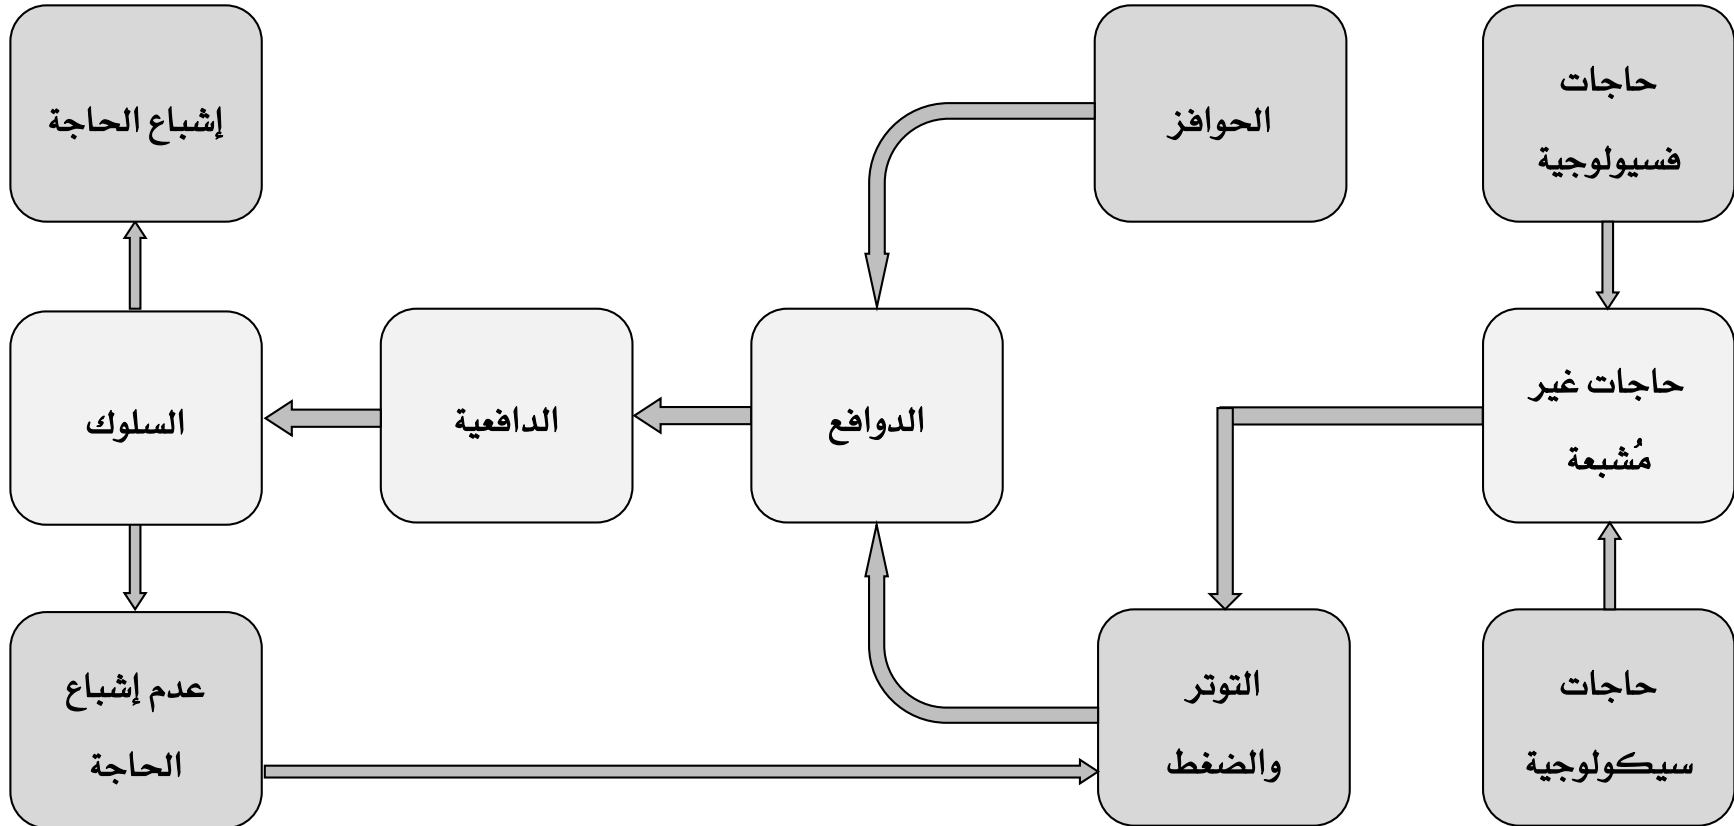 حاجات
فسيولوجية
الحوافز
إشباع الحاجة
حاجات غير
مُشبعة
الدوافع
الدافعية
السلوك
حاجات
سيكولوجية
التوتر
والضغط
عدم إشباع
الحاجة